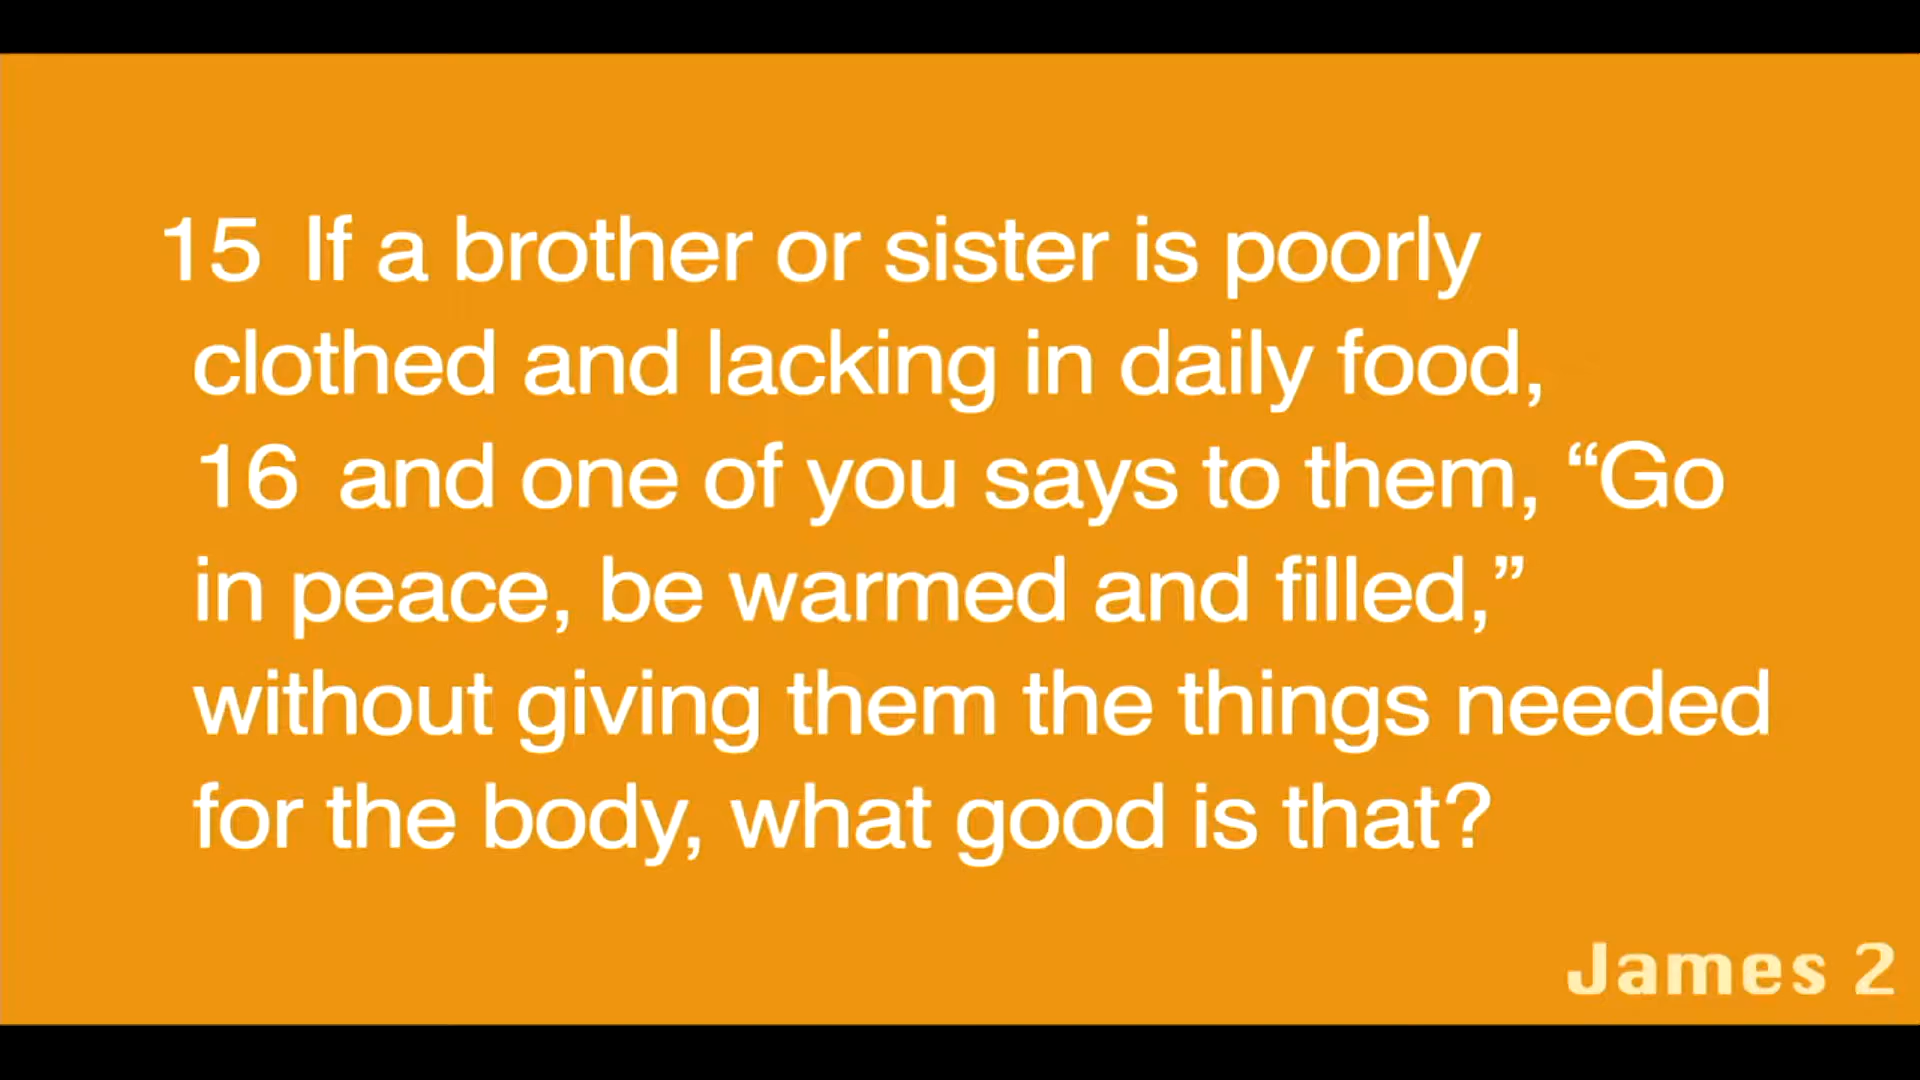 15 If a brother or sister is poorly
clothed and lacking in daily food,
16 and one of you says to them, “Go
in peace, be warmed and filled,”
without giving them the things needed
for the body, what good is that?
James 2